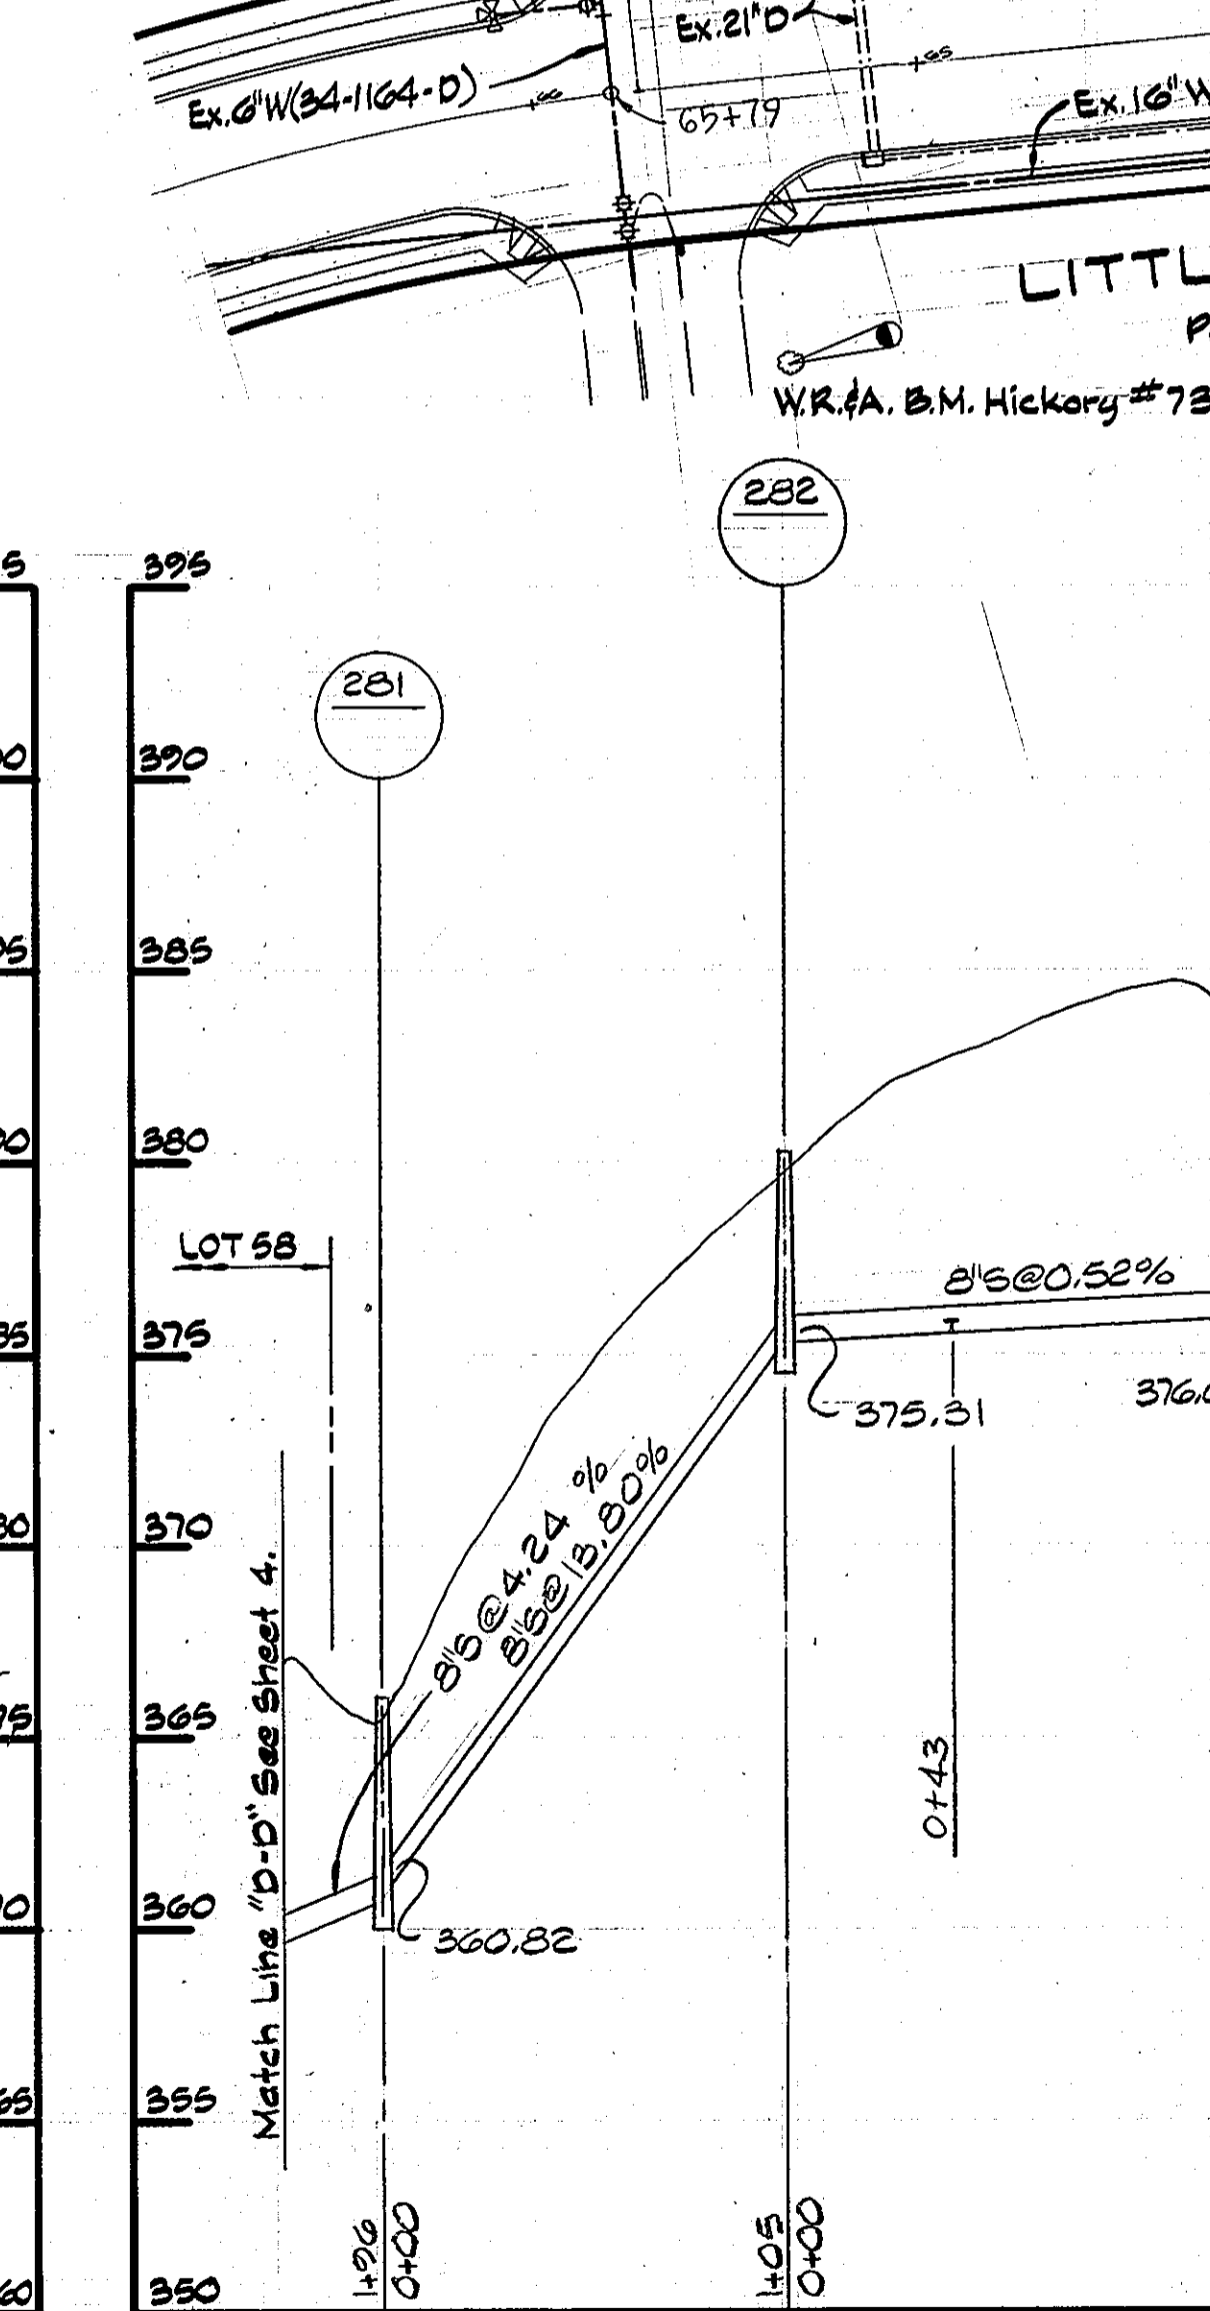 Ex.21"D
65
Ex.6"W(34-1164-D)
66
65+79
Ex.16"W
LITTL
W.R.&A. B.M. Hickory #73
282
281
395
390
385
380
375
370
365
360
355
350
LOT 58
8"S@0.52%
375.31
376.
8"S@4.24 %
8"S@13.80%
Match Line "D-D" See Sheet 4.
0+43
360.82
1+96
0+00
1+05
0+00